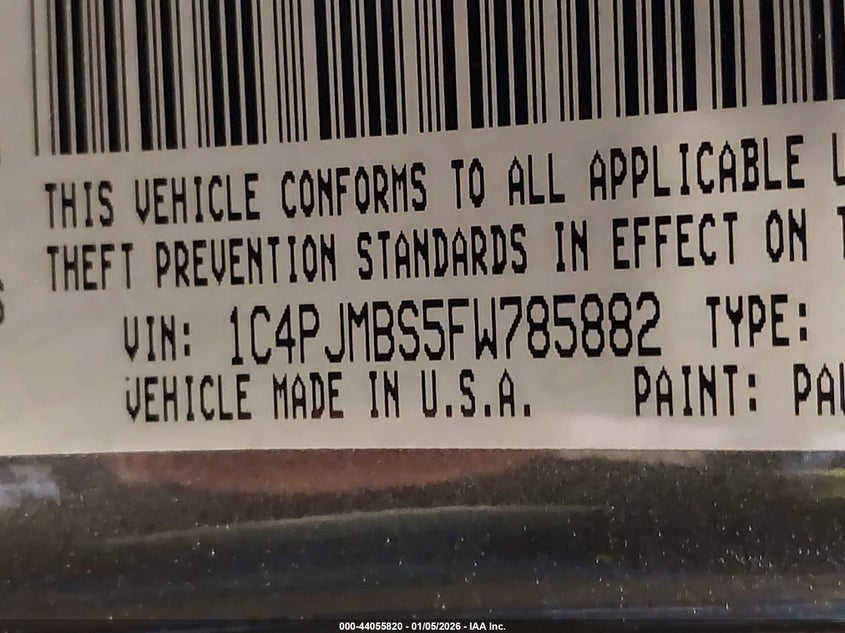 THIS VEHICLE CONFORMS TO ALL APPLICABLE
THEFT PREVENTION STANDARDS IN EFFECT ON
VIN: 1C4PJMBS5FW785882 TYPE:
VEHICLE MADE IN U.S.A. PAINT: PAU
000-44055820 - 01/05/2026 - IAA Inc.